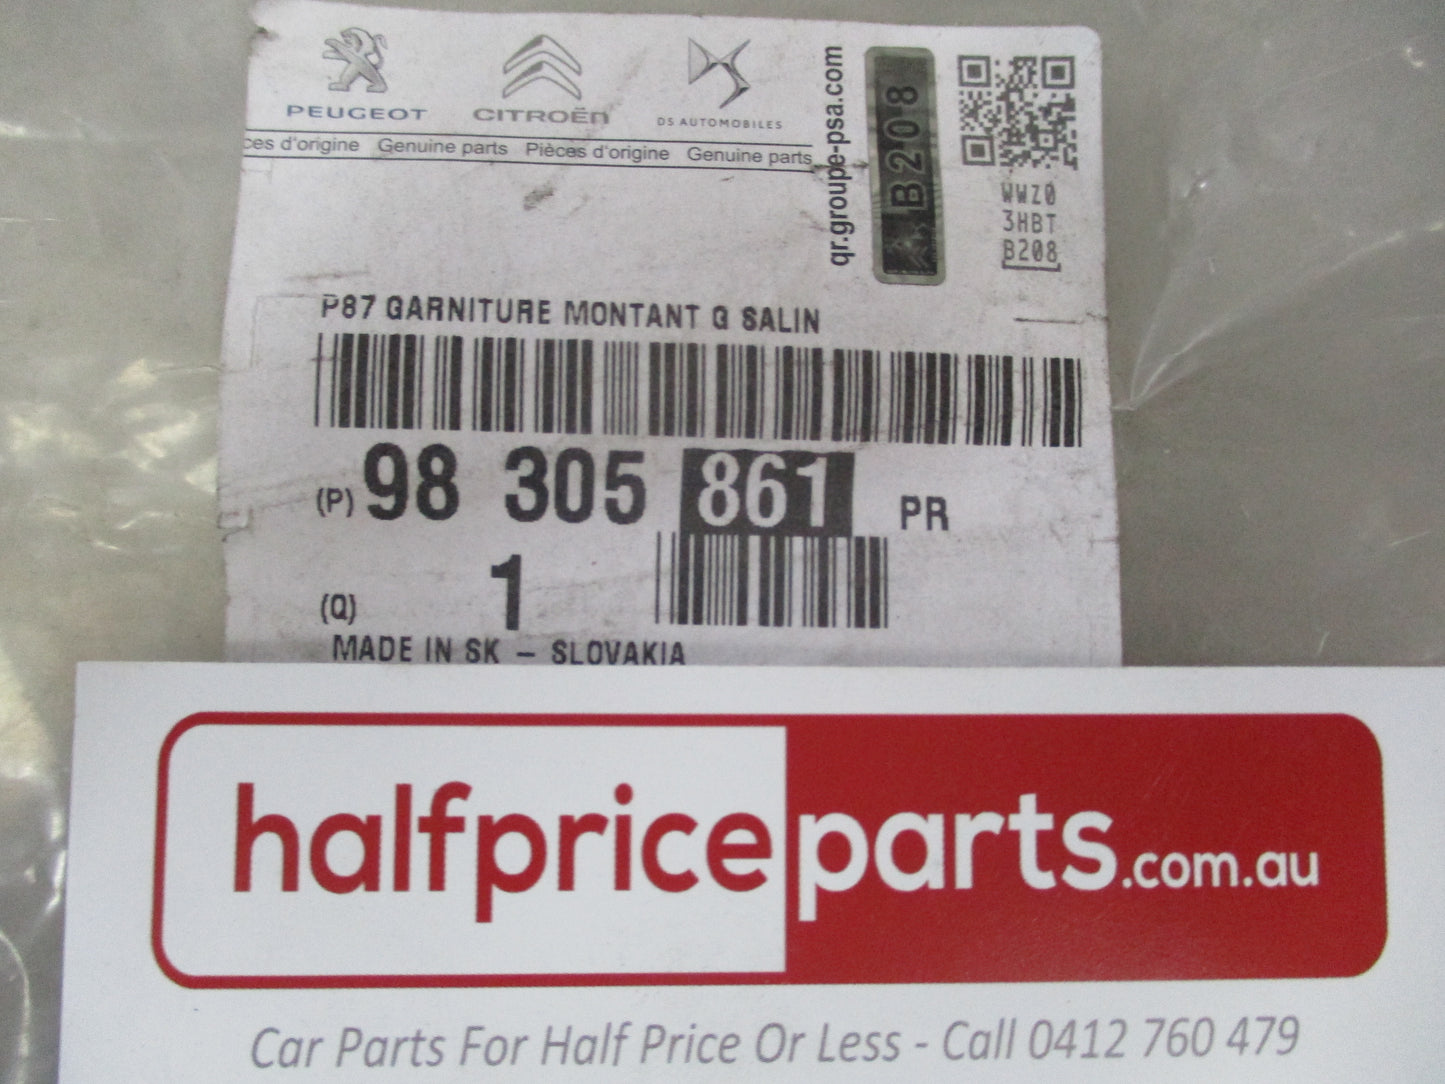 PEUGEOT CITROËN DS AUTOMOBILES
ces d'origine Genuine parts Pièces d'origine Genuine parts
qr.groupe-psa.com
B208
WWZ0
3HBT
B208
P87 GARNITURE MONTANT G SALIN
(P) 98 305 861 PR
(Q) 1
MADE IN SK - SLOVAKIA
halfpriceparts.com.au
Car Parts For Half Price Or Less - Call 0412 760 479